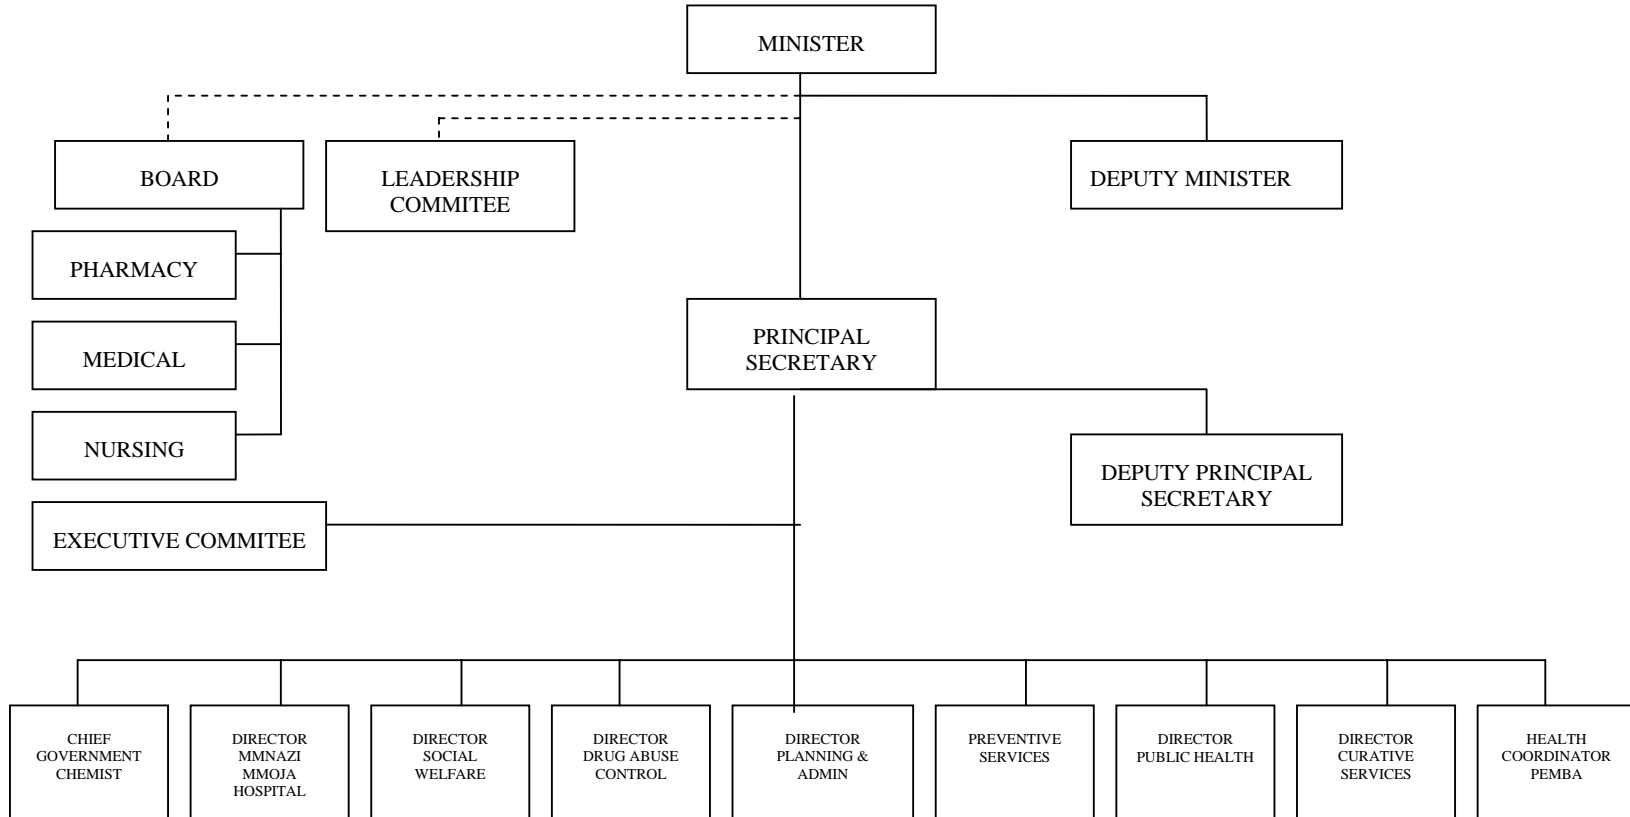 MINISTER
BOARD
LEADERSHIP
COMMITEE
DEPUTY MINISTER
PHARMACY
MEDICAL
NURSING
PRINCIPAL
SECRETARY
DEPUTY PRINCIPAL
SECRETARY
EXECUTIVE COMMITEE
CHIEF
GOVERNMENT
CHEMIST
DIRECTOR
MMNAZI
MMOJA
HOSPITAL
DIRECTOR
SOCIAL
WELFARE
DIRECTOR
DRUG ABUSE
CONTROL
DIRECTOR
PLANNING &
ADMIN
PREVENTIVE
SERVICES
DIRECTOR
PUBLIC HEALTH
DIRECTOR
CURATIVE
SERVICES
HEALTH
COORDINATOR
PEMBA